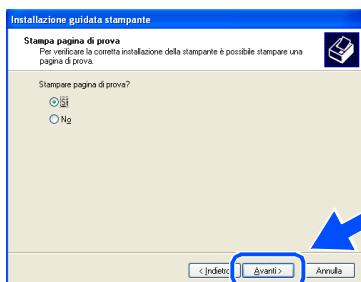 Installazione guidata stampante
Stampa pagina di prova
Per verificare la corretta installazione della stampante è possibile stampare una
pagina di prova.
Stampare pagina di prova?
Sì
No
< Indietro
Avanti >
Annulla